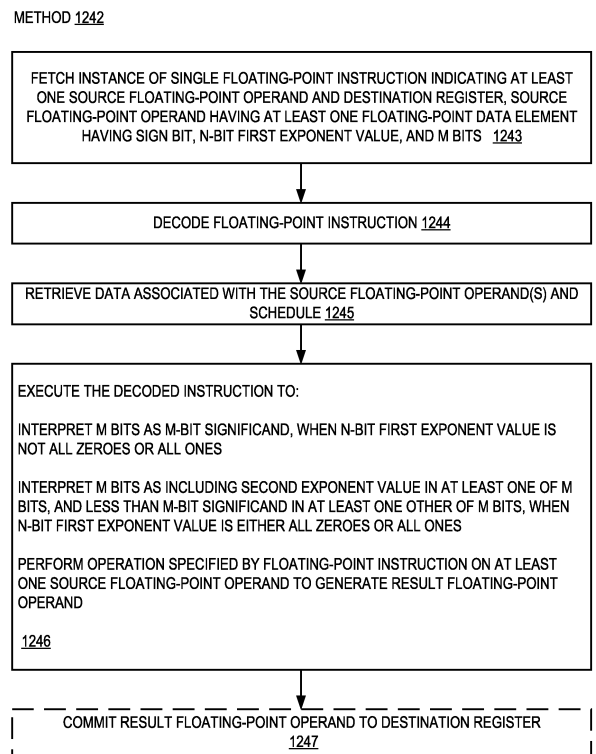 METHOD 1242
FETCH INSTANCE OF SINGLE FLOATING-POINT INSTRUCTION INDICATING AT LEAST
ONE SOURCE FLOATING-POINT OPERAND AND DESTINATION REGISTER, SOURCE
FLOATING-POINT OPERAND HAVING AT LEAST ONE FLOATING-POINT DATA ELEMENT
HAVING SIGN BIT, N-BIT FIRST EXPONENT VALUE, AND M BITS 1243
DECODE FLOATING-POINT INSTRUCTION 1244
RETRIEVE DATA ASSOCIATED WITH THE SOURCE FLOATING-POINT OPERAND(S) AND
SCHEDULE 1245
EXECUTE THE DECODED INSTRUCTION TO:
INTERPRET M BITS AS M-BIT SIGNIFICAND, WHEN N-BIT FIRST EXPONENT VALUE IS
NOT ALL ZEROES OR ALL ONES
INTERPRET M BITS AS INCLUDING SECOND EXPONENT VALUE IN AT LEAST ONE OF M
BITS, AND LESS THAN M-BIT SIGNIFICAND IN AT LEAST ONE OTHER OF M BITS, WHEN
N-BIT FIRST EXPONENT VALUE IS EITHER ALL ZEROES OR ALL ONES
PERFORM OPERATION SPECIFIED BY FLOATING-POINT INSTRUCTION ON AT LEAST
ONE SOURCE FLOATING-POINT OPERAND TO GENERATE RESULT FLOATING-POINT
OPERAND
1246
COMMIT RESULT FLOATING-POINT OPERAND TO DESTINATION REGISTER
1247